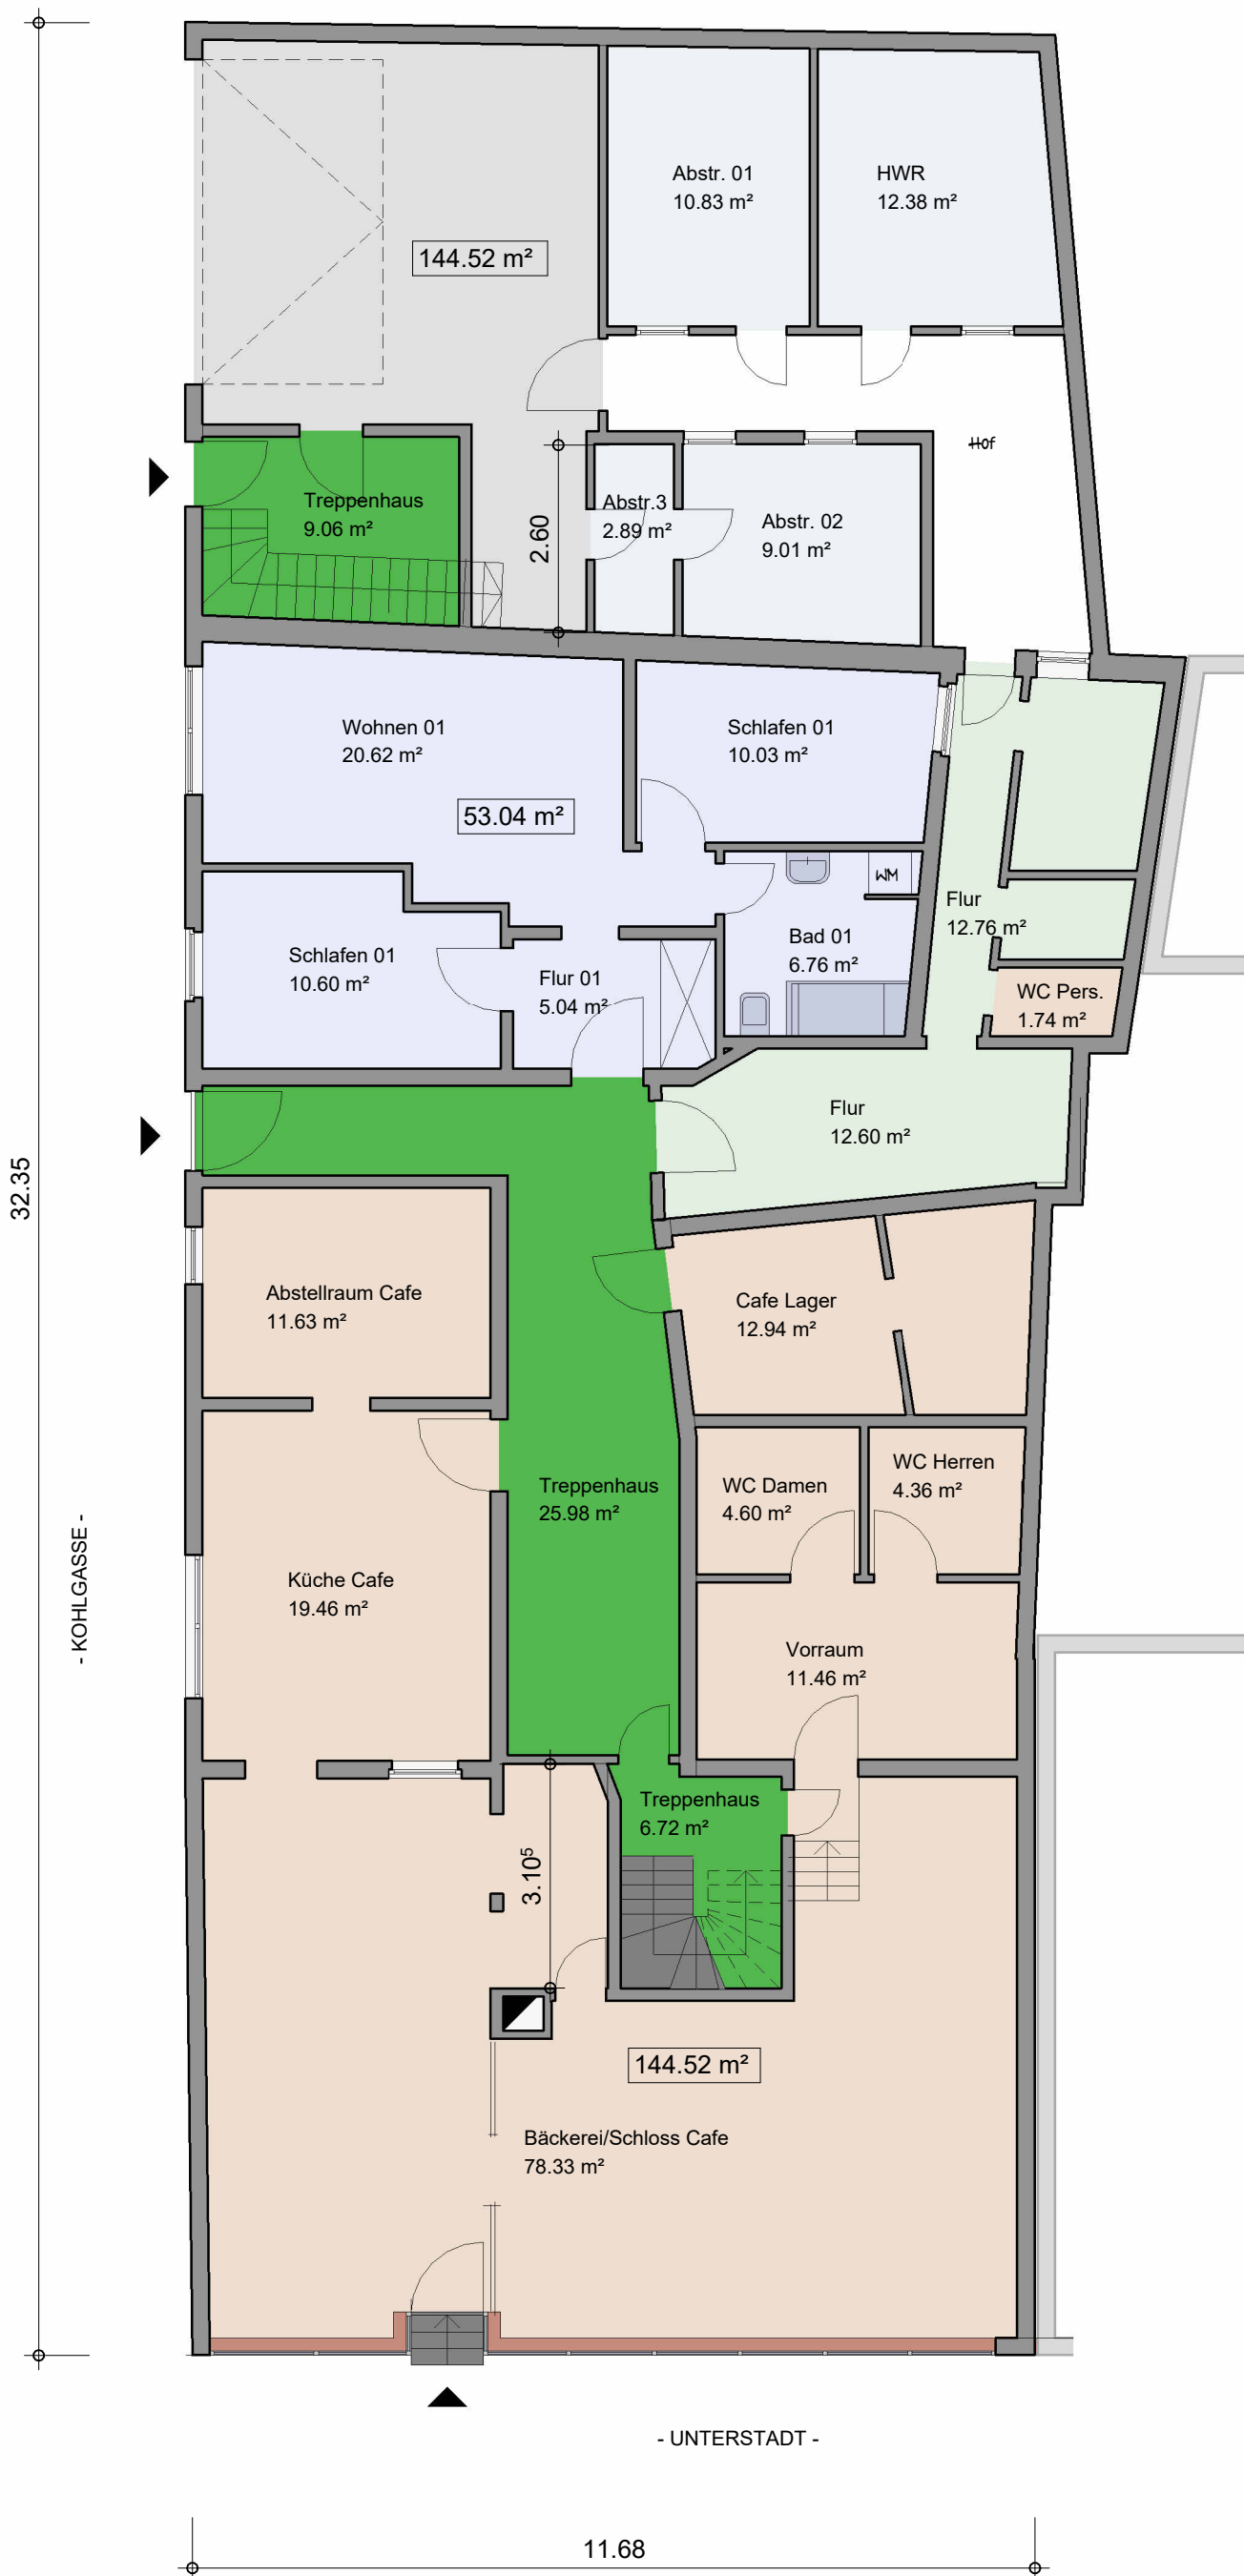 Abstr. 01
10.83 m²
HWR
12.38 m²
144.52 m²
Hof
Treppenhaus
9.06 m²
2.60
Abstr.3
2.89 m²
Abstr. 02
9.01 m²
Wohnen 01
20.62 m²
Schlafen 01
10.03 m²
53.04 m²
WM
Flur
12.76 m²
Schlafen 01
10.60 m²
Flur 01
5.04 m²
Bad 01
6.76 m²
WC Pers.
1.74 m²
Flur
12.60 m²
32.35
Abstellraum Cafe
11.63 m²
Cafe Lager
12.94 m²
Treppenhaus
25.98 m²
WC Damen
4.60 m²
WC Herren
4.36 m²
- KOHLGASSE -
Küche Cafe
19.46 m²
Vorraum
11.46 m²
Treppenhaus
6.72 m²
3.10⁵
144.52 m²
Bäckerei/Schloss Cafe
78.33 m²
- UNTERSTADT -
11.68